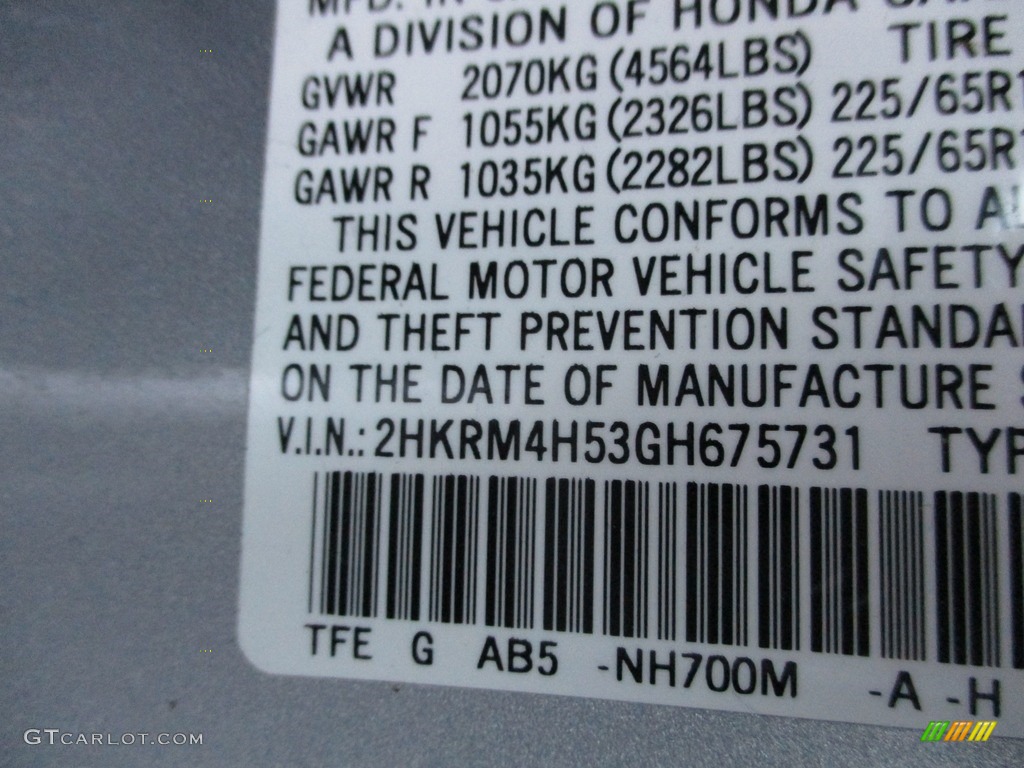 A DIVISION OF HONDA
TIRE
GVWR 2070KG (4564LBS)
GAWR F 1055KG (2326LBS) 225/65R1
GAWR R 1035KG (2282LBS) 225/65R1
THIS VEHICLE CONFORMS TO AL
FEDERAL MOTOR VEHICLE SAFETY
AND THEFT PREVENTION STANDA
ON THE DATE OF MANUFACTURE S
V.I.N.: 2HKRM4H53GH675731 TYP
TFE G AB5 -NH700M -A -H
GTCARLOT.COM